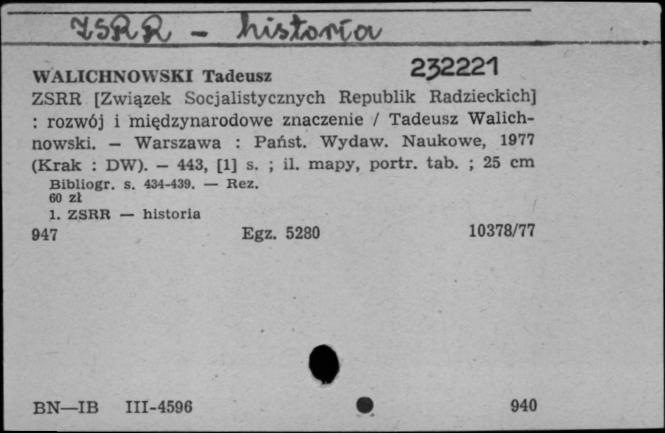 ZSRR - historia
232221
WALICHNOWSKI Tadeusz
ZSRR [Związek Socjalistycznych Republik Radzieckich]
: rozwój i międzynarodowe znaczenie / Tadeusz Walich-
nowski. — Warszawa : Państ. Wydaw. Naukowe, 1977
(Krak : DW). — 443, [1] s. ; il. mapy, portr. tab. ; 25 cm
Bibliogr. s. 434-439. — Rez.
60 zł
1. ZSRR — historia
947 Egz. 5280 10378/77
BN—IB III-4596 940